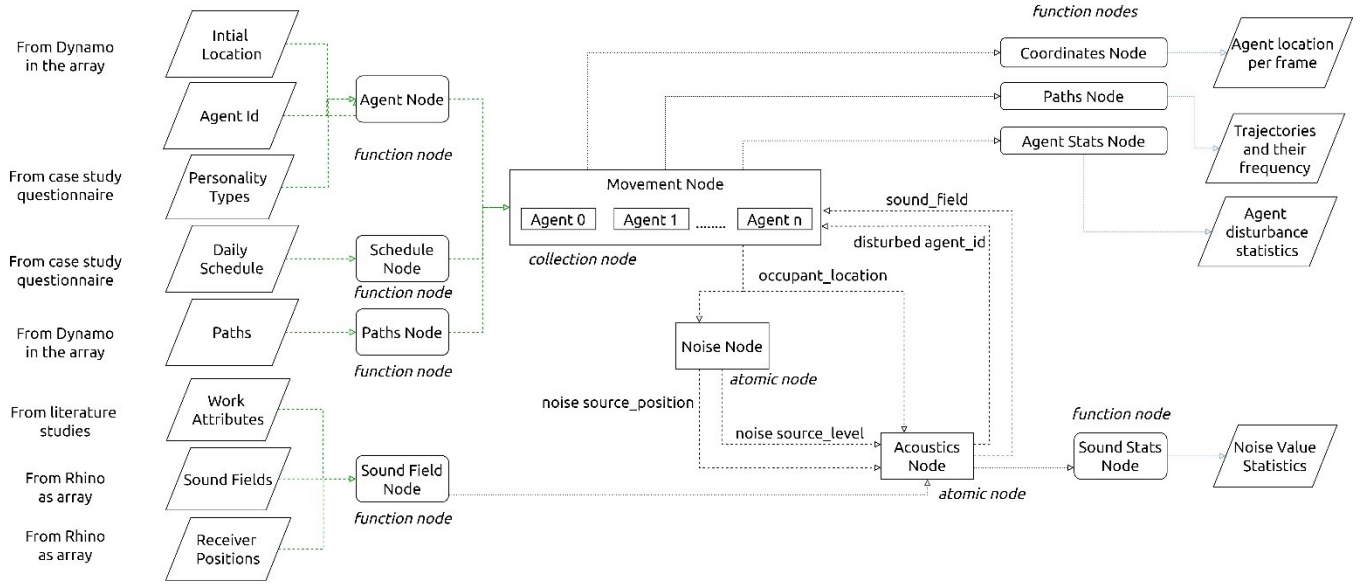 From Dynamo
in the array
From case study
questionnaire
From case study
questionnaire
From Dynamo
in the array
From literature
studies
From Rhino
as array
From Rhino
as array
Intial
Location
Agent Id
Personality
Types
Daily
Schedule
Paths
Work
Attributes
Sound Fields
Receiver
Positions
Agent Node
function node
Schedule
Node
function node
Paths Node
function node
Sound Field
Node
function node
Movement Node
Agent 0
Agent 1
........
Agent n
collection node
sound_field
disturbed agent_id
occupant_location
Noise Node
atomic node
noise source_position
noise source_level
Acoustics
Node
atomic node
function nodes
Coordinates Node
Paths Node
Agent Stats Node
function node
Sound Stats
Node
Agent location
per frame
Trajectories
and their
frequency
Agent
disturbance
statistics
Noise Value
Statistics